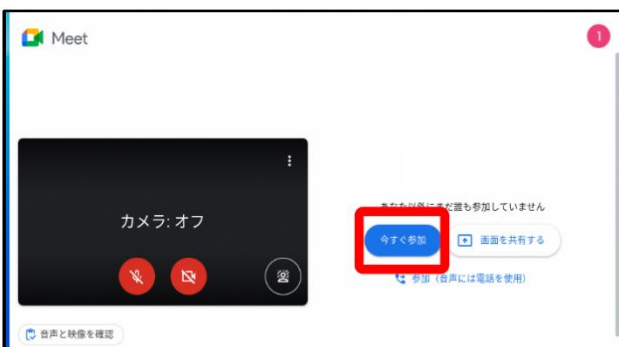 Meet
1
カメラ: オフ
あなた以外にまだ誰も参加していません
今すぐ参加
画面を共有する
参加（音声には電話を使用）
音声と映像を確認